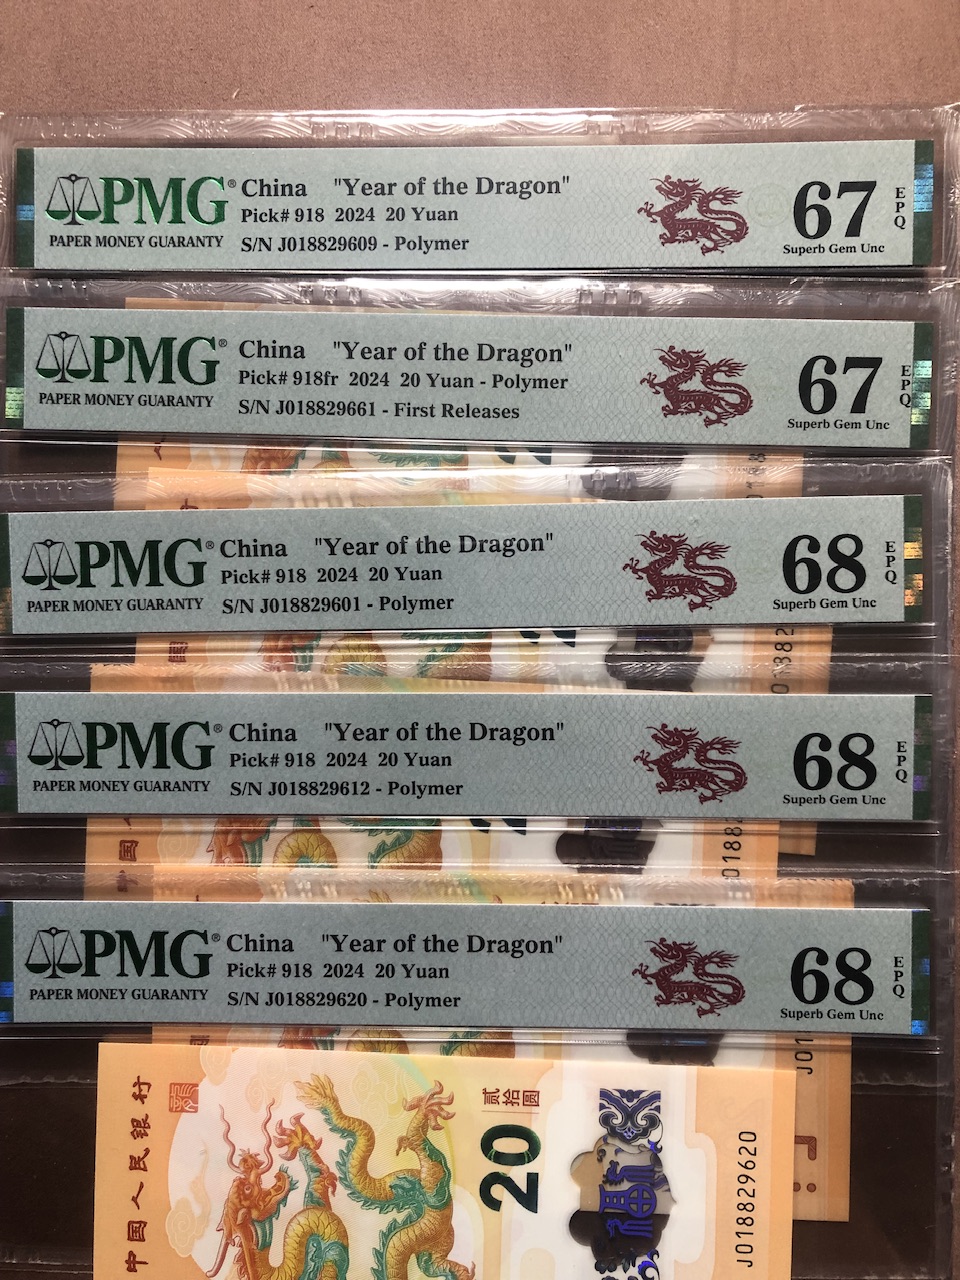 PMG® China "Year of the Dragon" 67 EPQ
Pick# 918 2024 20 Yuan
PAPER MONEY GUARANTY S/N J018829609 - Polymer Superb Gem Unc
PMG® China "Year of the Dragon" 67 EPQ
Pick# 918fr 2024 20 Yuan - Polymer
PAPER MONEY GUARANTY S/N J018829661 - First Releases Superb Gem Unc
PMG® China "Year of the Dragon" 68 EPQ
Pick# 918 2024 20 Yuan
PAPER MONEY GUARANTY S/N J018829601 - Polymer Superb Gem Unc
PMG® China "Year of the Dragon" 68 EPQ
Pick# 918 2024 20 Yuan
PAPER MONEY GUARANTY S/N J018829612 - Polymer Superb Gem Unc
0188
PMG® China "Year of the Dragon" 68 EPQ
Pick# 918 2024 20 Yuan
PAPER MONEY GUARANTY S/N J018829620 - Polymer Superb Gem Unc
J01
中国人民银行
贰拾圆
20
福
J018829620